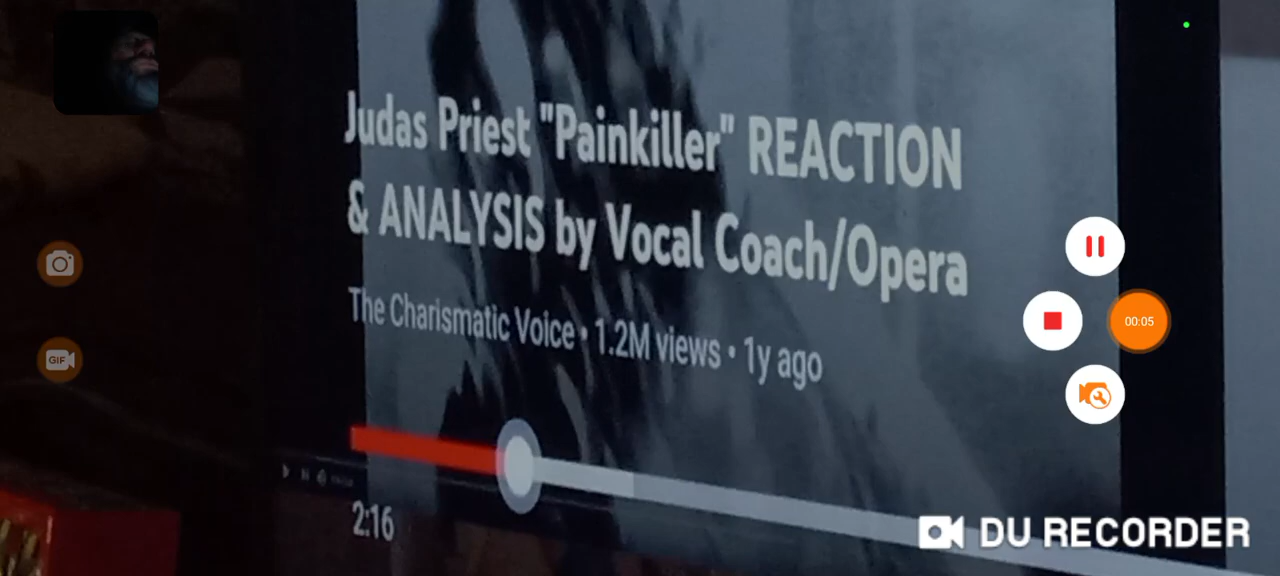 Judas Priest "Painkiller" REACTION
& ANALYSIS by Vocal Coach/Opera
The Charismatic Voice • 1.2M views • 1y ago
2:16
00:05
GIF
DU RECORDER